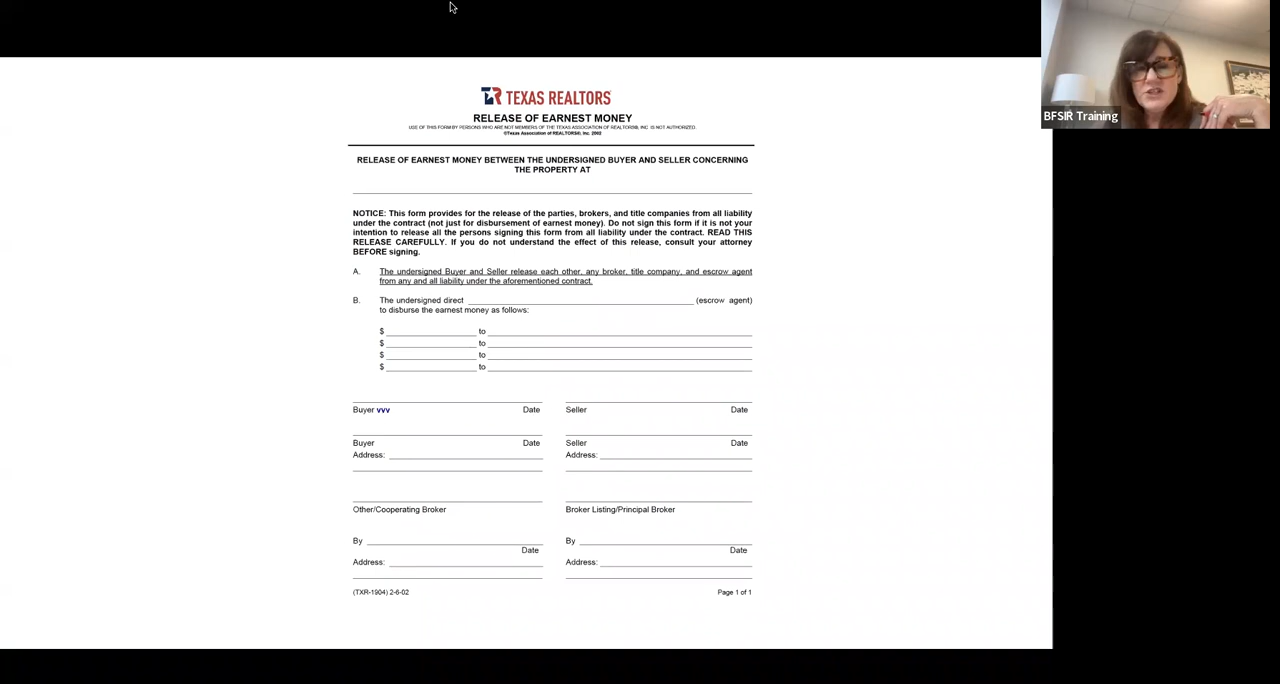 TEXAS REALTORS
RELEASE OF EARNEST MONEY
USE OF THIS FORM BY PERSONS WHO ARE NOT MEMBERS OF THE TEXAS ASSOCIATION OF REALTORS®, INC. IS NOT AUTHORIZED.
©Texas Association of REALTORS®, Inc. 2002
RELEASE OF EARNEST MONEY BETWEEN THE UNDERSIGNED BUYER AND SELLER CONCERNING
THE PROPERTY AT
NOTICE: This form provides for the release of the parties, brokers, and title companies from all liability
under the contract (not just for disbursement of earnest money). Do not sign this form if it is not your
intention to release all the persons signing this form from all liability under the contract. READ THIS
RELEASE CAREFULLY. If you do not understand the effect of this release, consult your attorney
BEFORE signing.
A. The undersigned Buyer and Seller release each other, any broker, title company, and escrow agent
from any and all liability under the aforementioned contract.
B. The undersigned direct (escrow agent)
to disburse the earnest money as follows:
$ to
$ to
$ to
$ to
Buyer vvv Date Seller Date
Buyer Date Seller Date
Address: Address:
Other/Cooperating Broker Broker Listing/Principal Broker
By By
Date Date
Address: Address:
(TXR-1904) 2-6-02 Page 1 of 1
BFSIR Training